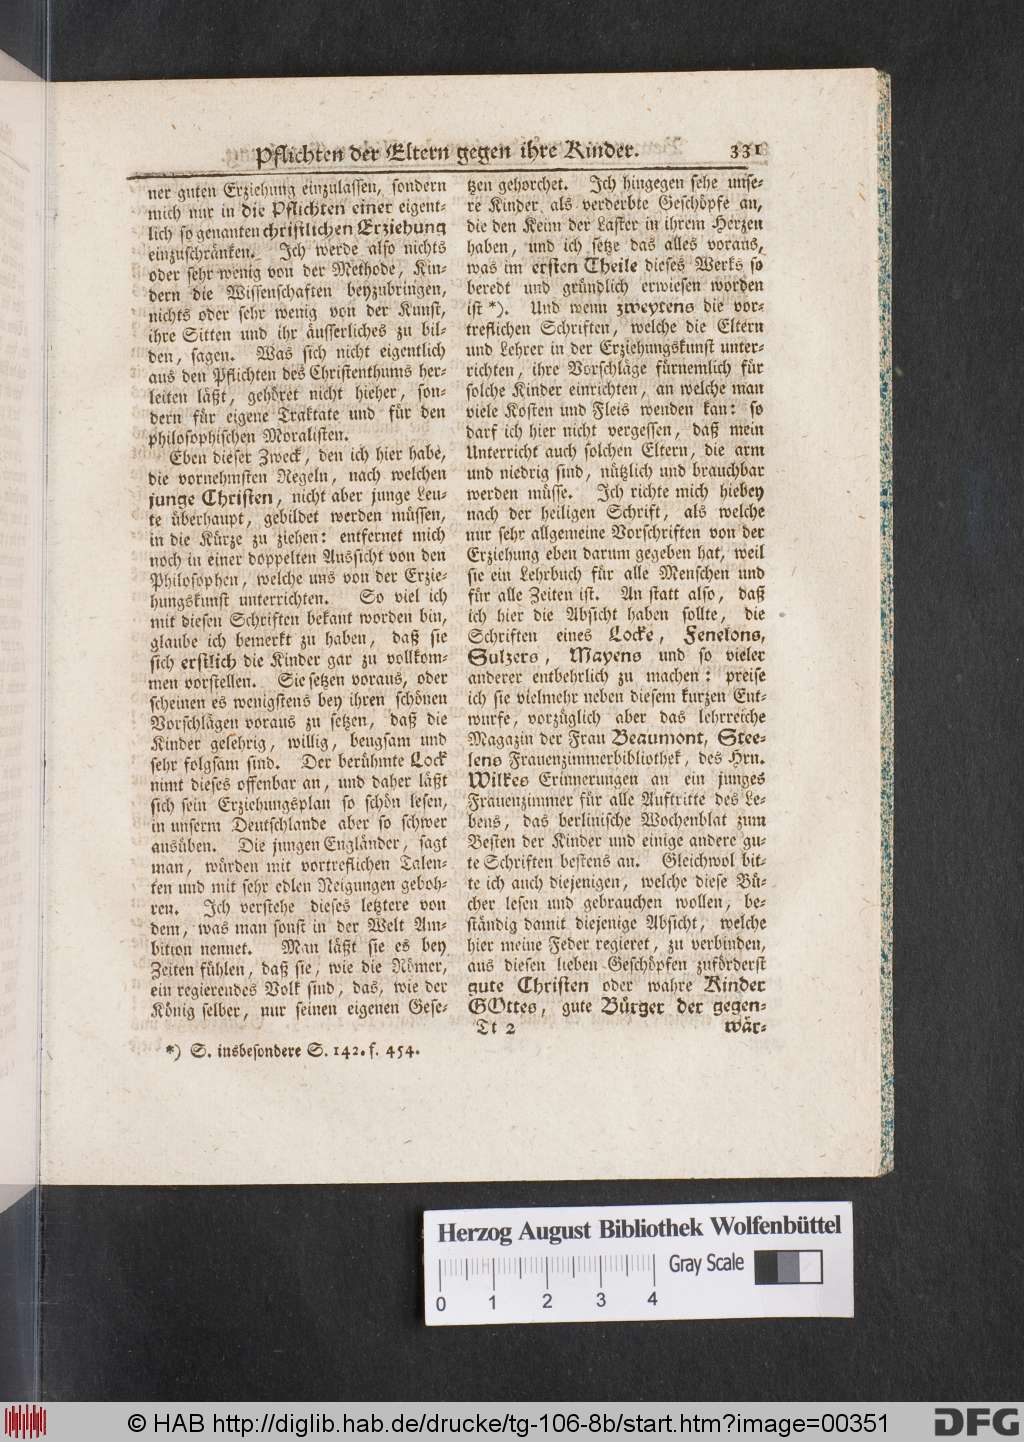 Pflichten der Eltern gegen ihre Kinder. 331
ner guten Erziehung einzulassen, sondern
mich nur in die Pflichten einer eigent-
lich so genanten christlichen Erziehung
einzuschränken. Ich werde also nichts
oder sehr wenig von der Methode, Kin-
dern die Wissenschaften beyzubringen,
nichts oder sehr wenig von der Kunst,
ihre Sitten und ihr äusserliches zu bil-
den, sagen. Was sich nicht eigentlich
aus den Pflichten des Christenthums her-
leiten läßt, gehöret nicht hieher, son-
dern für eigene Traktate und für den
philosophischen Moralisten.
Eben dieser Zweck, den ich hier habe,
die vornehmsten Regeln, nach welchen
junge Christen, nicht aber junge Leu-
te überhaupt, gebildet werden müssen,
in die Kürze zu ziehen: entfernet mich
noch in einer doppelten Aussicht von den
Philosophen, welche uns von der Erzie-
hungskunst unterrichten. So viel ich
mit diesen Schriften bekant worden bin,
glaube ich bemerkt zu haben, daß sie
sich erstlich die Kinder gar zu vollkom-
men vorstellen. Sie setzen voraus, oder
scheinen es wenigstens bey ihren schönen
Vorschlägen voraus zu setzen, daß die
Kinder gelehrig, willig, beugsam und
sehr folgsam sind. Der berühmte Lock
nimt dieses offenbar an, und daher läßt
sich sein Erziehungsplan so schön lesen,
in unserm Deutschlande aber so schwer
ausüben. Die jungen Engländer, sagt
man, würden mit vortreflichen Talen-
ten und mit sehr edlen Neigungen geboh-
ren. Ich verstehe dieses letztere von
dem, was man sonst in der Welt Am-
bition nennet. Man läßt sie es bey
Zeiten fühlen, daß sie, wie die Römer,
ein regierendes Volk sind, das, wie der
König selber, nur seinen eigenen Gese-
tzen gehorchet. Ich hingegen sehe unse-
re Kinder als verderbte Geschöpfe an,
die den Keim der Laster in ihrem Herzen
haben, und ich setze das alles voraus,
was im ersten Theile dieses Werks so
beredt und gründlich erwiesen worden
ist *). Und wenn zweytens die vor-
treflichen Schriften, welche die Eltern
und Lehrer in der Erziehungskunst unter-
richten, ihre Vorschläge fürnemlich für
solche Kinder einrichten, an welche man
viele Kosten und Fleis wenden kan: so
darf ich hier nicht vergessen, daß mein
Unterricht auch solchen Eltern, die arm
und niedrig sind, nützlich und brauchbar
werden müsse. Ich richte mich hiebey
nach der heiligen Schrift, als welche
nur sehr allgemeine Vorschriften von der
Erziehung eben darum gegeben hat, weil
sie ein Lehrbuch für alle Menschen und
für alle Zeiten ist. An statt also, daß
ich hier die Absicht haben sollte, die
Schriften eines Locke, Fenelons,
Sulzers, Mayens und so vieler
anderer entbehrlich zu machen: preise
ich sie vielmehr neben diesem kurzen Ent-
wurfe, vorzüglich aber das lehrreiche
Magazin der Frau Beaumont, Stee-
lens Frauenzimmerbibliothek, des Hrn.
Wilkes Erinnerungen an ein junges
Frauenzimmer für alle Auftritte des Le-
bens, das berlinische Wochenblat zum
Besten der Kinder und einige andere gu-
te Schriften bestens an. Gleichwol bit-
te ich auch diejenigen, welche diese Bü-
cher lesen und gebrauchen wollen, be-
ständig damit diejenige Absicht, welche
hier meine Feder regieret, zu verbinden,
aus diesen lieben Geschöpfen zuförderst
gute Christen oder wahre Kinder
GOttes, gute Bürger der gegen-
Tt 2 wär-
*) S. insbesondere S. 142. f. 454.
Herzog August Bibliothek Wolfenbüttel
Gray Scale
0 1 2 3 4
© HAB http://diglib.hab.de/drucke/tg-106-8b/start.htm?image=00351
DFG